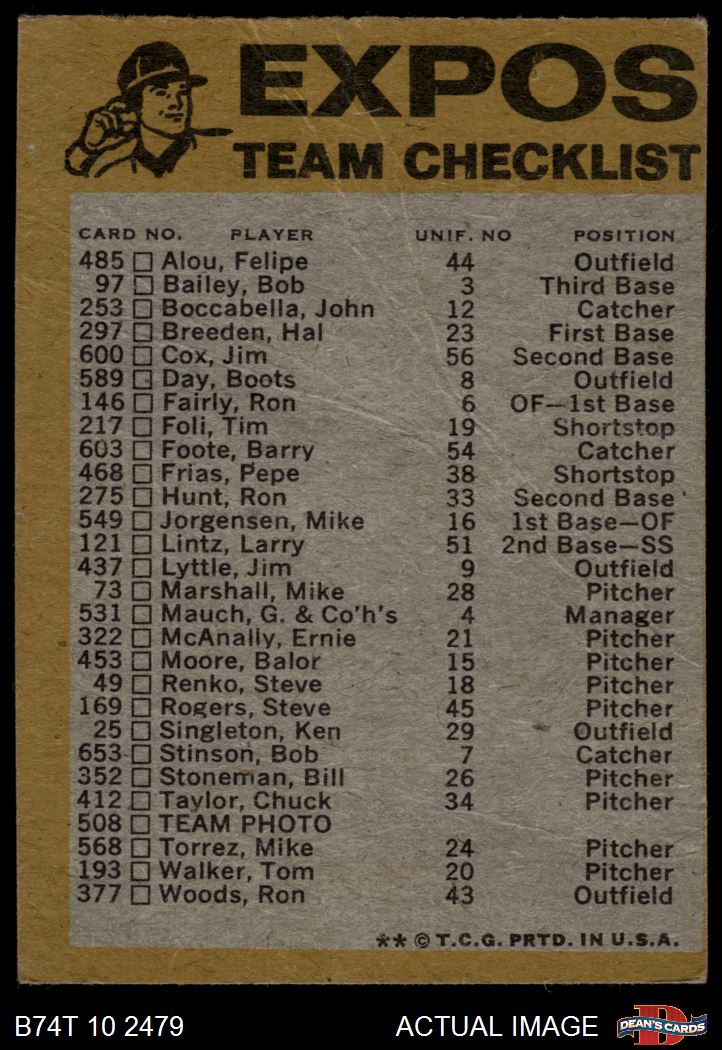 EXPOS
TEAM CHECKLIST
CARD NO. PLAYER UNIF. NO POSITION
485 Alou, Felipe 44 Outfield
97 Bailey, Bob 3 Third Base
253 Boccabella, John 12 Catcher
297 Breeden, Hal 23 First Base
600 Cox, Jim 56 Second Base
589 Day, Boots 8 Outfield
146 Fairly, Ron 6 OF—1st Base
217 Foli, Tim 19 Shortstop
603 Foote, Barry 54 Catcher
468 Frias, Pepe 38 Shortstop
275 Hunt, Ron 33 Second Base
549 Jorgensen, Mike 16 1st Base—OF
121 Lintz, Larry 51 2nd Base—SS
437 Lyttle, Jim 9 Outfield
73 Marshall, Mike 28 Pitcher
531 Mauch, G. & Co'h's 4 Manager
322 McAnally, Ernie 21 Pitcher
453 Moore, Balor 15 Pitcher
49 Renko, Steve 18 Pitcher
169 Rogers, Steve 45 Pitcher
25 Singleton, Ken 29 Outfield
653 Stinson, Bob 7 Catcher
352 Stoneman, Bill 26 Pitcher
412 Taylor, Chuck 34 Pitcher
508 TEAM PHOTO
568 Torrez, Mike 24 Pitcher
193 Walker, Tom 20 Pitcher
377 Woods, Ron 43 Outfield
** © T.C.G. PRTD. IN U.S.A.
B74T 10 2479 ACTUAL IMAGE D DEAN'S CARDS